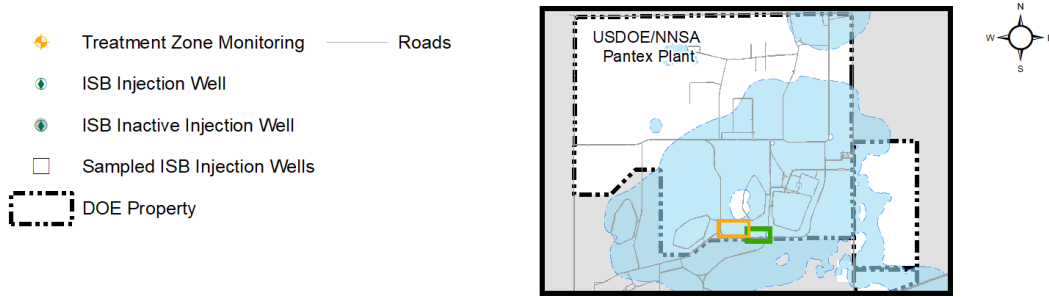 Treatment Zone Monitoring
Roads
ISB Injection Well
ISB Inactive Injection Well
Sampled ISB Injection Wells
DOE Property
USDOE/NNSA
Pantex Plant
N
W
S